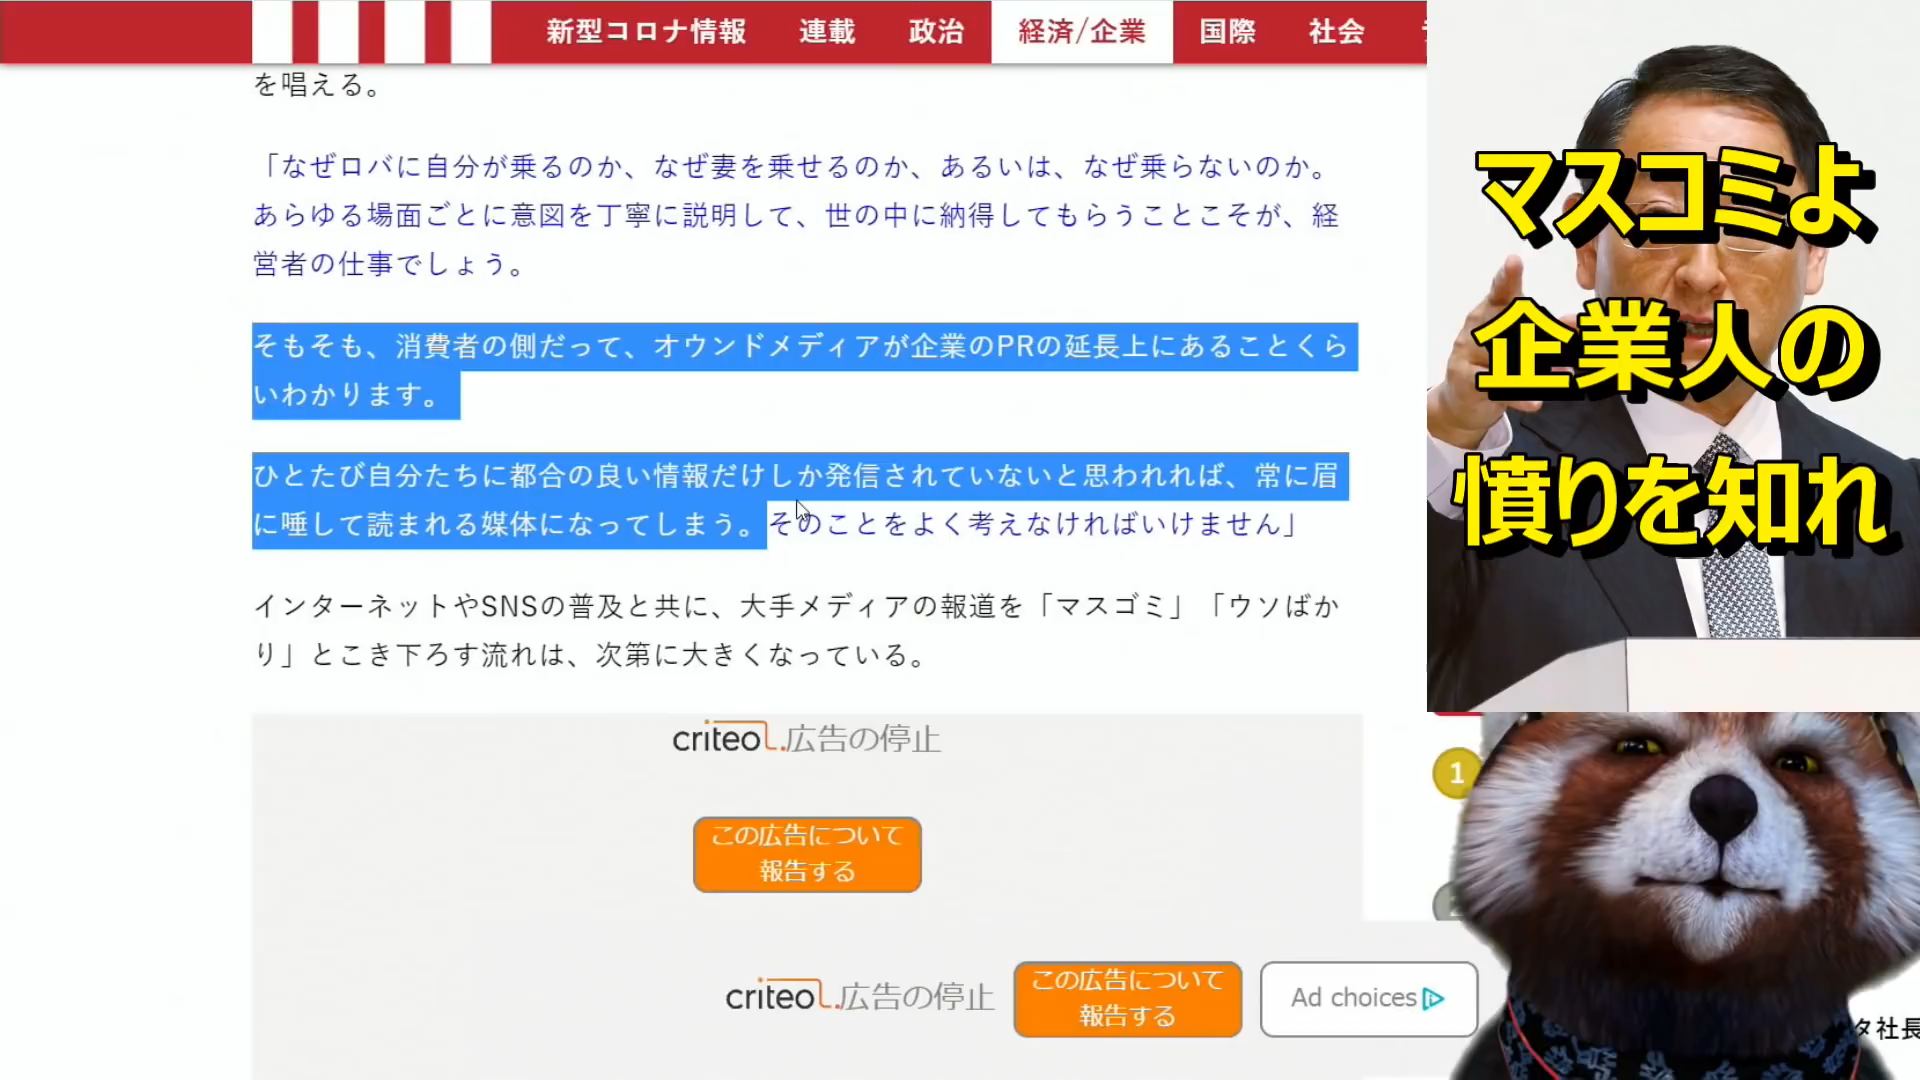 新型コロナ情報 連載 政治 経済/企業 国際 社会
を唱える。
「なぜロバに自分が乗るのか、なぜ妻を乗せるのか、あるいは、なぜ乗らないのか。
あらゆる場面ごとに意図を丁寧に説明して、世の中に納得してもらうことこそが、経
営者の仕事でしょう。
そもそも、消費者の側だって、オウンドメディアが企業のPRの延長上にあることくら
いわかります。
ひとたび自分たちに都合の良い情報だけしか発信されていないと思われれば、常に眉
に唾して読まれる媒体になってしまう。そのことをよく考えなければいけません」
インターネットやSNSの普及と共に、大手メディアの報道を「マスゴミ」「ウソばか
り」とこき下ろす流れは、次第に大きくなっている。
criteo 広告の停止
この広告について
報告する
criteo 広告の停止
この広告について
報告する
Ad choices
マスコミよ
企業人の
憤りを知れ
1
タ社長